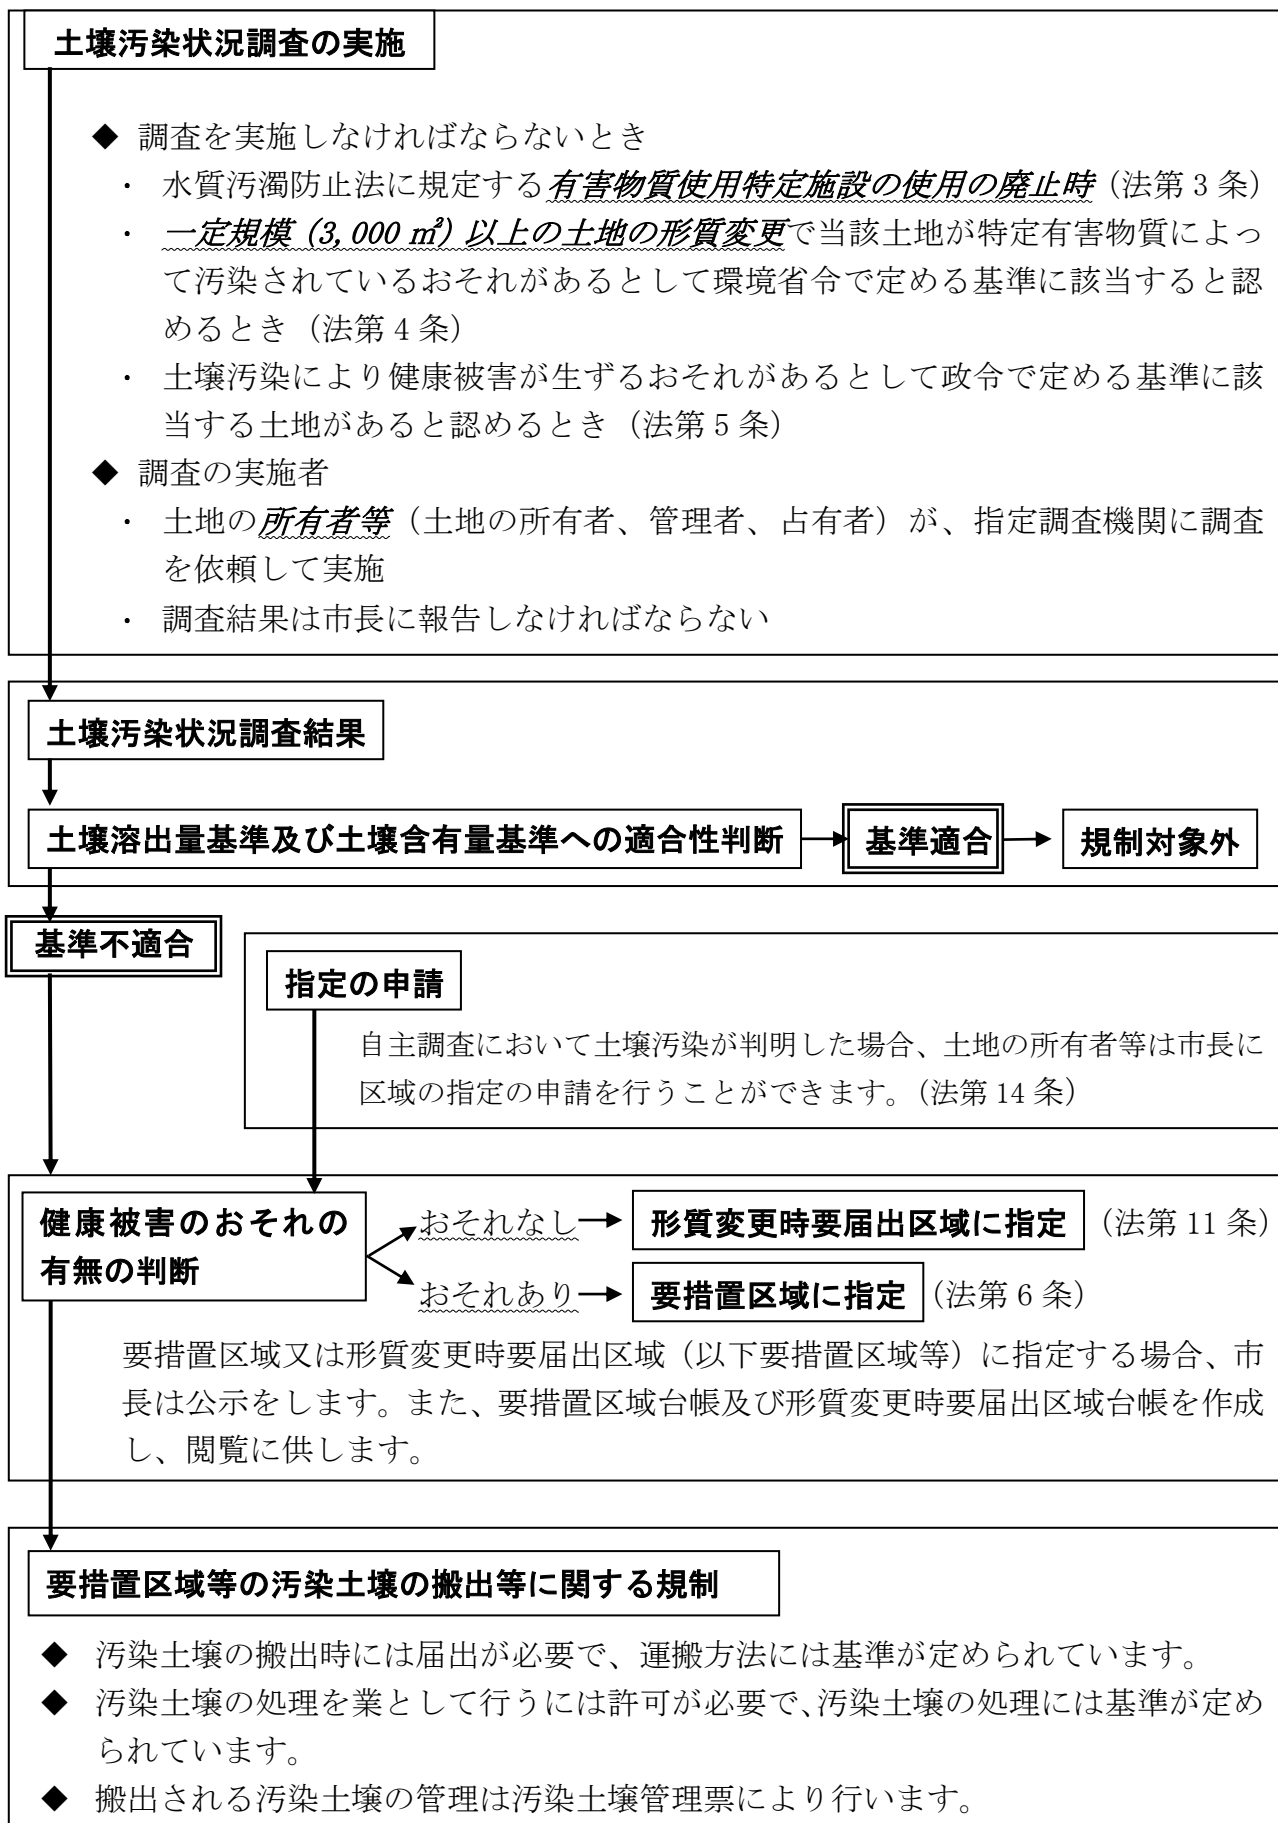 土壌汚染状況調査の実施
◆ 調査を実施しなければならないとき
・ 水質汚濁防止法に規定する有害物質使用特定施設の使用の廃止時（法第3条）
・ 一定規模（3,000 ㎡）以上の土地の形質変更で当該土地が特定有害物質によっ
て汚染されているおそれがあるとして環境省令で定める基準に該当すると認
めるとき（法第4条）
・ 土壌汚染により健康被害が生ずるおそれがあるとして政令で定める基準に該
当する土地があると認めるとき（法第5条）
◆ 調査の実施者
・ 土地の所有者等（土地の所有者、管理者、占有者）が、指定調査機関に調査
を依頼して実施
・ 調査結果は市長に報告しなければならない
土壌汚染状況調査結果
土壌溶出量基準及び土壌含有量基準への適合性判断 基準適合 規制対象外
基準不適合
指定の申請
自主調査において土壌汚染が判明した場合、土地の所有者等は市長に
区域の指定の申請を行うことができます。（法第14条）
健康被害のおそれの
有無の判断
おそれなし 形質変更時要届出区域に指定 （法第11条）
おそれあり 要措置区域に指定 （法第6条）
要措置区域又は形質変更時要届出区域（以下要措置区域等）に指定する場合、市
長は公示をします。また、要措置区域台帳及び形質変更時要届出区域台帳を作成
し、閲覧に供します。
要措置区域等の汚染土壌の搬出等に関する規制
◆ 汚染土壌の搬出時には届出が必要で、運搬方法には基準が定められています。
◆ 汚染土壌の処理を業として行うには許可が必要で、汚染土壌の処理には基準が定め
られています。
◆ 搬出される汚染土壌の管理は汚染土壌管理票により行います。